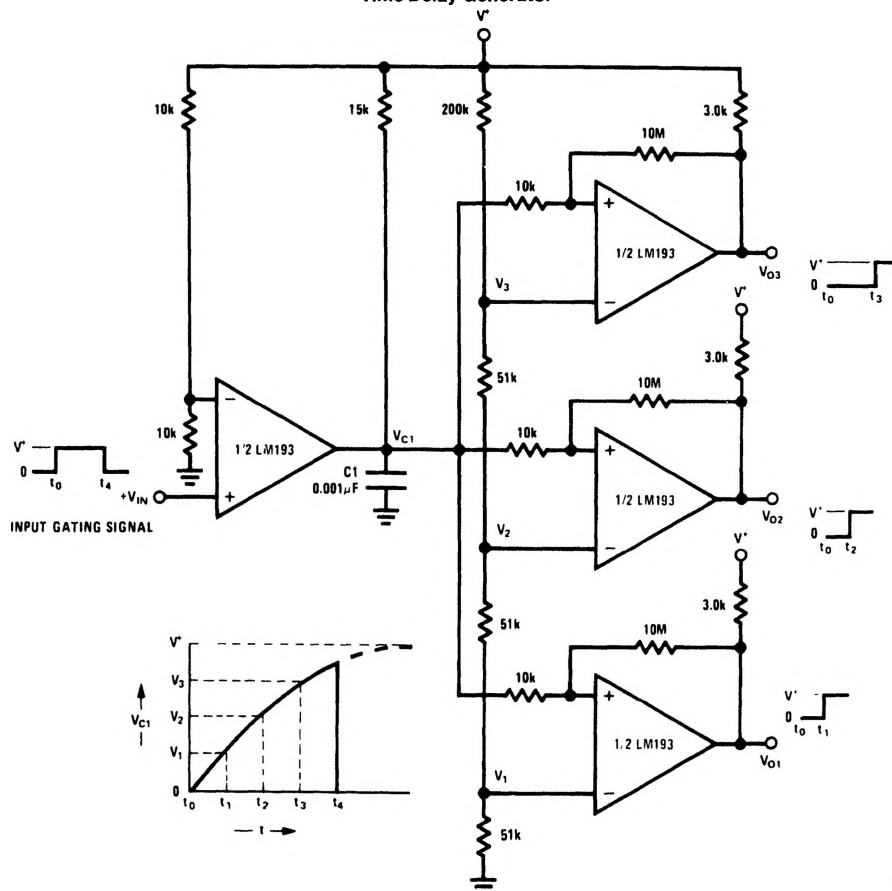 Time Delay Generator
V+
10k
15k
200k
3.0k
10M
10k
+
1/2 LM193
−
V3
VO3
V+
0
t0
t3
V+
3.0k
51k
10M
10k
+
1/2 LM193
−
VC1
C1
0.001μF
V2
VO2
V+
0
t0
t2
−
1/2 LM193
+
10k
V+
0
t0
t4
+VIN
INPUT GATING SIGNAL
V+
3.0k
51k
10M
10k
+
1/2 LM193
−
V1
VO1
V+
0
t0
t1
51k
V+
V3
V2
V1
0
VC1
t0
t1
t2
t3
t4
t